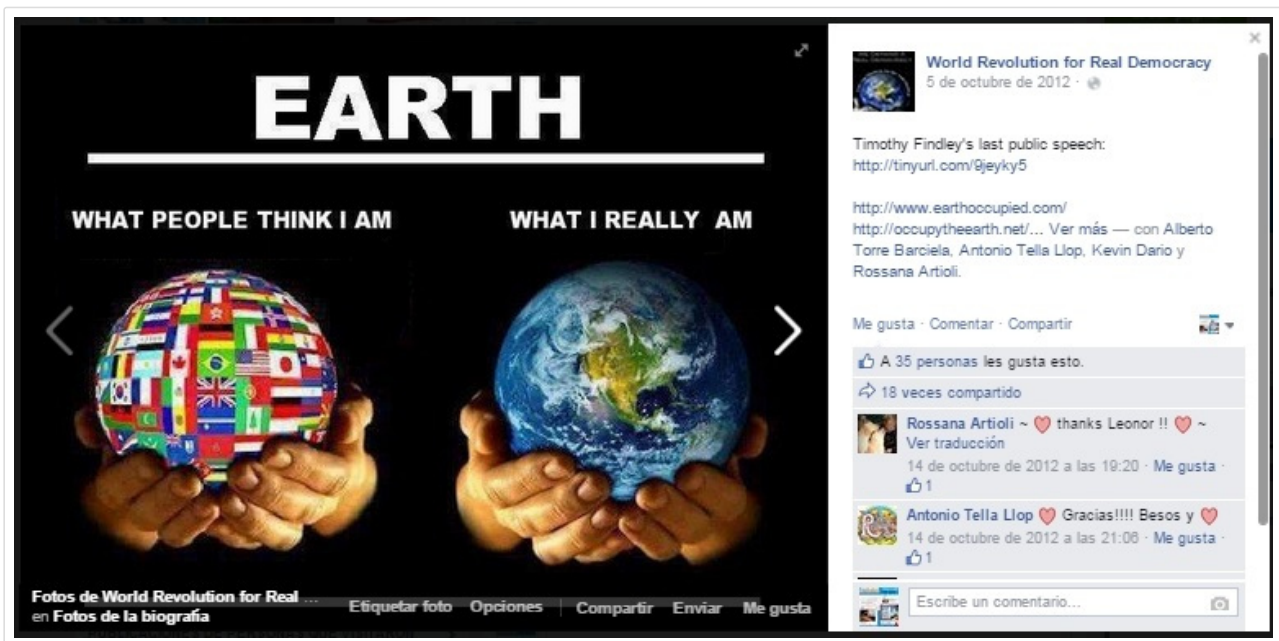 EARTH
WHAT PEOPLE THINK I AM
WHAT I REALLY AM
Fotos de World Revolution for Real ...
en Fotos de la biografía
Etiquetar foto Opciones Compartir Enviar Me gusta
World Revolution for Real Democracy
5 de octubre de 2012 ·
Timothy Findley's last public speech:
http://tinyurl.com/9jeyky5
http://www.earthoccupied.com/
http://occupytheearth.net/... Ver más — con Alberto
Torre Barciela, Antonio Tella Llop, Kevin Dario y
Rossana Artioli.
Me gusta · Comentar · Compartir
A 35 personas les gusta esto.
18 veces compartido
Rossana Artioli ~ ♥ thanks Leonor !! ♥ ~
Ver traducción
14 de octubre de 2012 a las 19:20 · Me gusta ·
1
Antonio Tella Llop ♥ Gracias!!!! Besos y ♥
14 de octubre de 2012 a las 21:06 · Me gusta ·
1
Escribe un comentario...